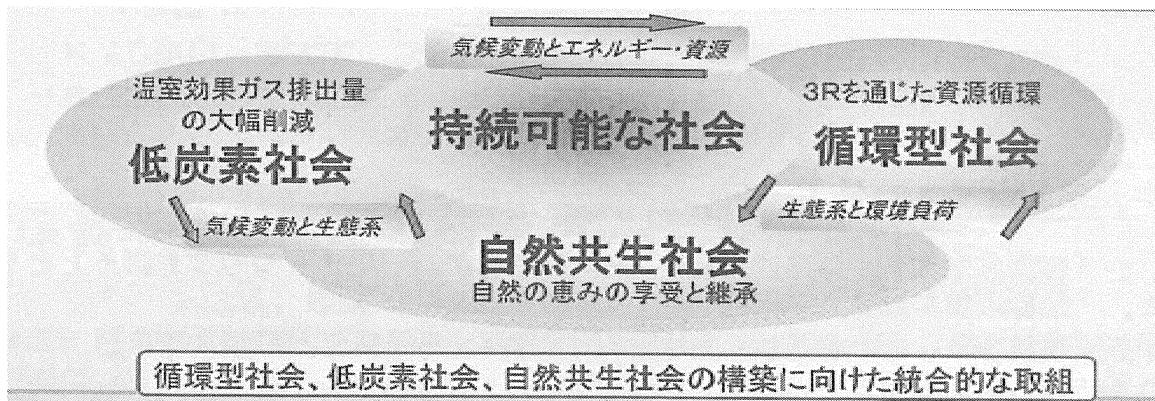 気候変動とエネルギー・資源
温室効果ガス排出量
の大幅削減
低炭素社会
持続可能な社会
3Rを通じた資源循環
循環型社会
気候変動と生態系
生態系と環境負荷
自然共生社会
自然の恵みの享受と継承
循環型社会、低炭素社会、自然共生社会の構築に向けた統合的な取組